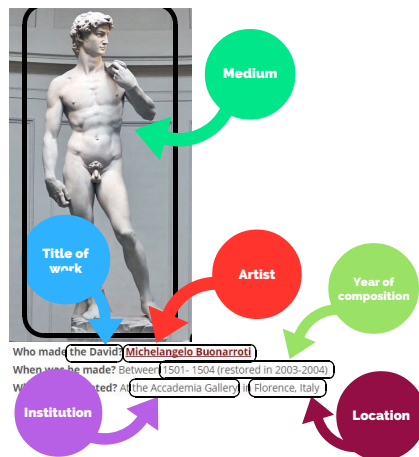 Medium
Title of
work
Artist
Year of
composition
Who made the David? Michelangelo Buonarroti
When was be made? Between 1501- 1504 (restored in 2003-2004)
At the Accademia Gallery in Florence, Italy
Institution
Location